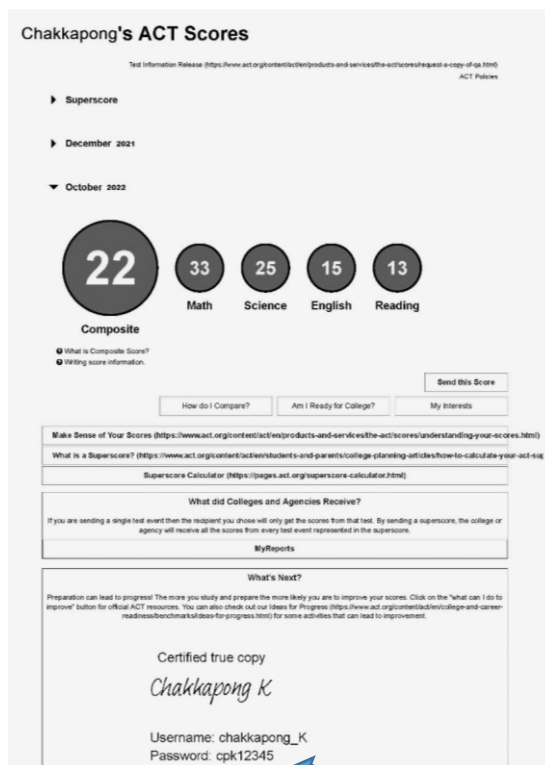 Chakkapong's ACT Scores
Test Information Release (https://www.act.org/content/act/en/products-and-services/the-act/scores/request-a-copy-of-qa.html)
ACT Policies
Superscore
December 2021
October 2022
22
33
25
15
13
Math
Science
English
Reading
Composite
What is Composite Score?
Writing score information.
Send this Score
How do I Compare?
Am I Ready for College?
My Interests
Make Sense of Your Scores (https://www.act.org/content/act/en/products-and-services/the-act/scores/understanding-your-scores.html)
What is a Superscore? (https://www.act.org/content/act/en/students-and-parents/college-planning-articles/how-to-calculate-your-act-sup
Superscore Calculator (https://pages.act.org/superscore-calculator.html)
What did Colleges and Agencies Receive?
If you are sending a single test event then the recipient you chose will only get the scores from that test. By sending a superscore, the college or
agency will receive all the scores from every test event represented in the superscore.
MyReports
What's Next?
Preparation can lead to progress! The more you study and prepare the more likely you are to improve your scores. Click on the "what can I do to
improve" button for official ACT resources. You can also check out our Ideas for Progress (https://www.act.org/content/act/en/college-and-career-
readiness/benchmarks/ideas-for-progress.html) for some activities that can lead to improvement.
Certified true copy
Chakkapong K
Username: chakkapong_K
Password: cpk12345